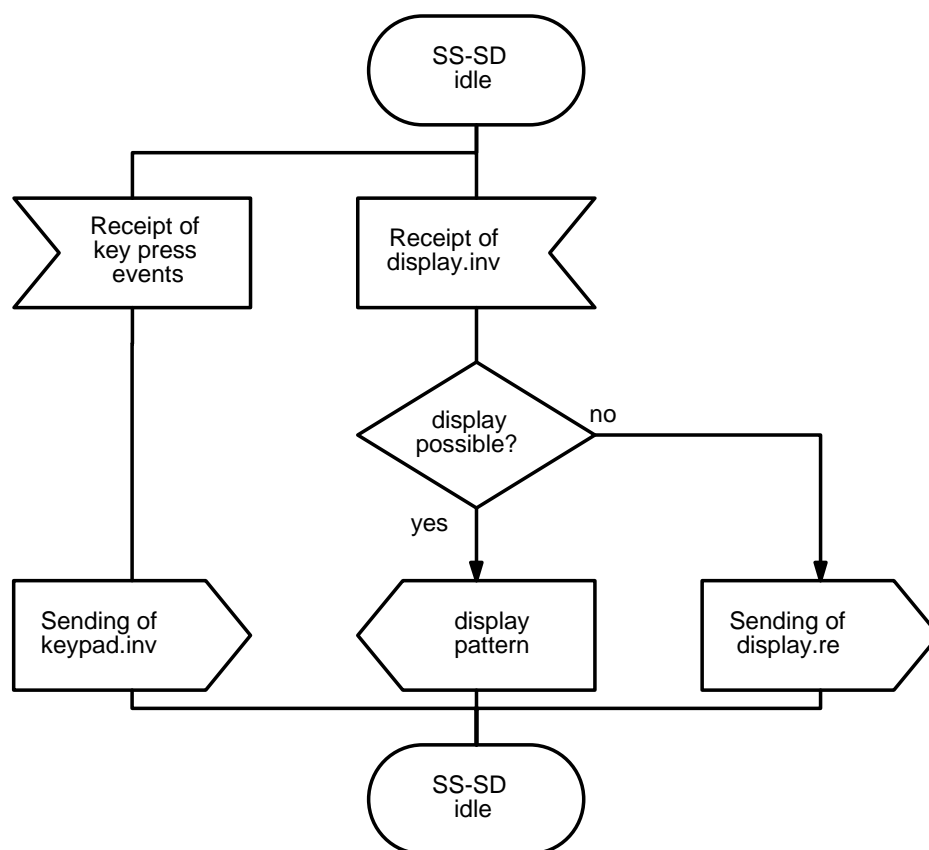 SS-SD
idle
Receipt of
key press
events
Receipt of
display.inv
display
possible?
no
yes
Sending of
keypad.inv
display
pattern
Sending of
display.re
SS-SD
idle